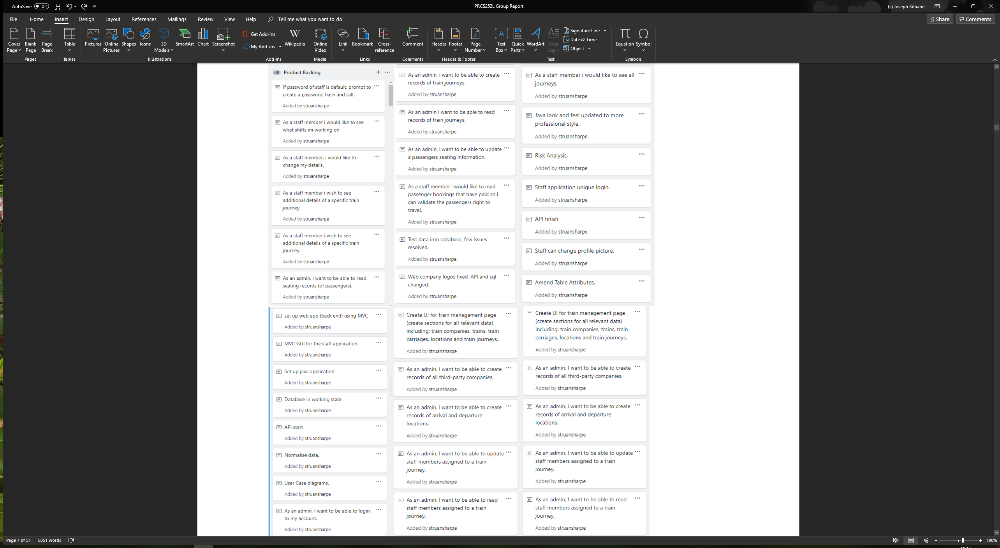 AutoSave Off
PRCS252L Group Report
(s) Joseph Kilbane
File Home Insert Design Layout References Mailings Review View Help Tell me what you want to do
Share Comments
Cover Page
Blank Page
Page Break
Pages
Table
Tables
Pictures
Online Pictures
Shapes
Icons
3D Models
SmartArt
Chart
Screenshot
Illustrations
Get Add-ins
My Add-ins
Wikipedia
Add-ins
Online Video
Media
Link
Bookmark
Cross-reference
Links
Comment
Comments
Header
Footer
Page Number
Header & Footer
Text Box
Quick Parts
WordArt
Drop Cap
Signature Line
Date & Time
Object
Text
Equation
Symbol
Symbols
68 Product Backlog
If password of staff is default, prompt to
create a password, hash and salt.
Added by struansharpe
As a staff member i would like to see
what shifts im working on.
Added by struansharpe
As a staff member, i would like to
change my details.
Added by struansharpe
As a staff member i wish to see
additional details of a specific train
journey.
Added by struansharpe
As a staff member i wish to see
additional details of a specific train
journey.
Added by struansharpe
As an admin, i want to be able to read
seating records (of passengers).
Added by struansharpe
As an admin, i want to be able to create
records of train journeys.
Added by struansharpe
As an admin i want to be able to read
records of train journeys.
Added by struansharpe
As an admin, i want to be able to update
a passengers seating information.
Added by struansharpe
As a staff member i would like to read
passenger bookings that have paid so i
can validate the passengers right to
travel.
Added by struansharpe
Test data into database, few issues
resolved.
Added by struansharpe
Web company logos fixed, API and sql
changed.
Added by struansharpe
As a staff member i would like to see all
journeys.
Added by struansharpe
Java look and feel updated to more
professional style.
Added by struansharpe
Risk Analysis.
Added by struansharpe
Staff application unique login.
Added by struansharpe
API finish
Added by struansharpe
Staff can change profile picture.
Added by struansharpe
Amend Table Attributes.
Added by struansharpe
set up web app (back end) using MVC
Added by struansharpe
MVC GUI for the staff application.
Added by struansharpe
Set up java application.
Added by struansharpe
Database in working state.
Added by struansharpe
API start
Added by struansharpe
Normalise data.
Added by struansharpe
User Case diagrams.
Added by struansharpe
As an admin, I want to be able to login
to my account.
Added by struansharpe
Create UI for train management page
(create sections for all relevant data)
including: train companies, trains, train
carriages, locations and train journeys.
Added by struansharpe
As an admin, I want to be able to create
records of all third-party companies.
Added by struansharpe
As an admin, i want to be able to create
records of arrival and departure
locations.
Added by struansharpe
As an admin, I want to be able to update
staff members assigned to a train
journey.
Added by struansharpe
As an admin, I want to be able to read
staff members assigned to a train
journey.
Added by struansharpe
Create UI for train management page
(create sections for all relevant data)
including: train companies, trains, train
carriages, locations and train journeys.
Added by struansharpe
As an admin, I want to be able to create
records of all third-party companies.
Added by struansharpe
As an admin, i want to be able to create
records of arrival and departure
locations.
Added by struansharpe
As an admin, I want to be able to update
staff members assigned to a train
journey.
Added by struansharpe
As an admin, I want to be able to read
staff members assigned to a train
journey.
Added by struansharpe
Page 7 of 51 8351 words
190%